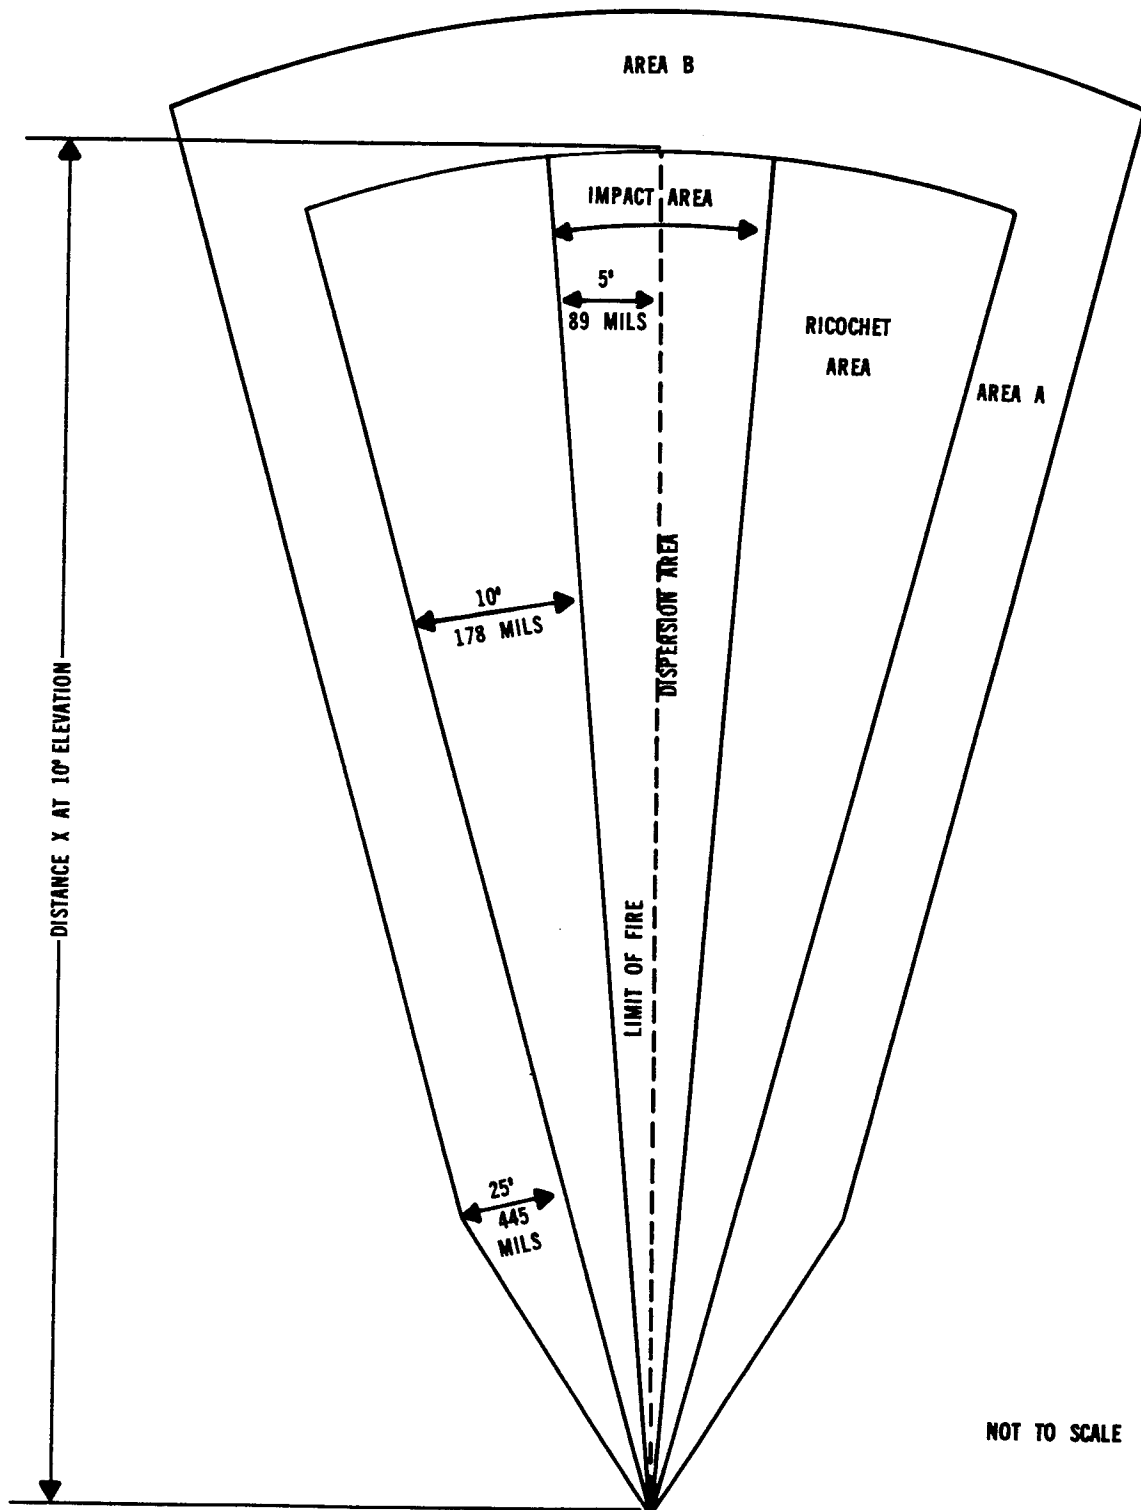 AREA B
IMPACT AREA
5°
89 MILS
RICOCHET
AREA
AREA A
DISPERSION AREA
10°
178 MILS
DISTANCE X AT 10° ELEVATION
LIMIT OF FIRE
25°
445
MILS
NOT TO SCALE